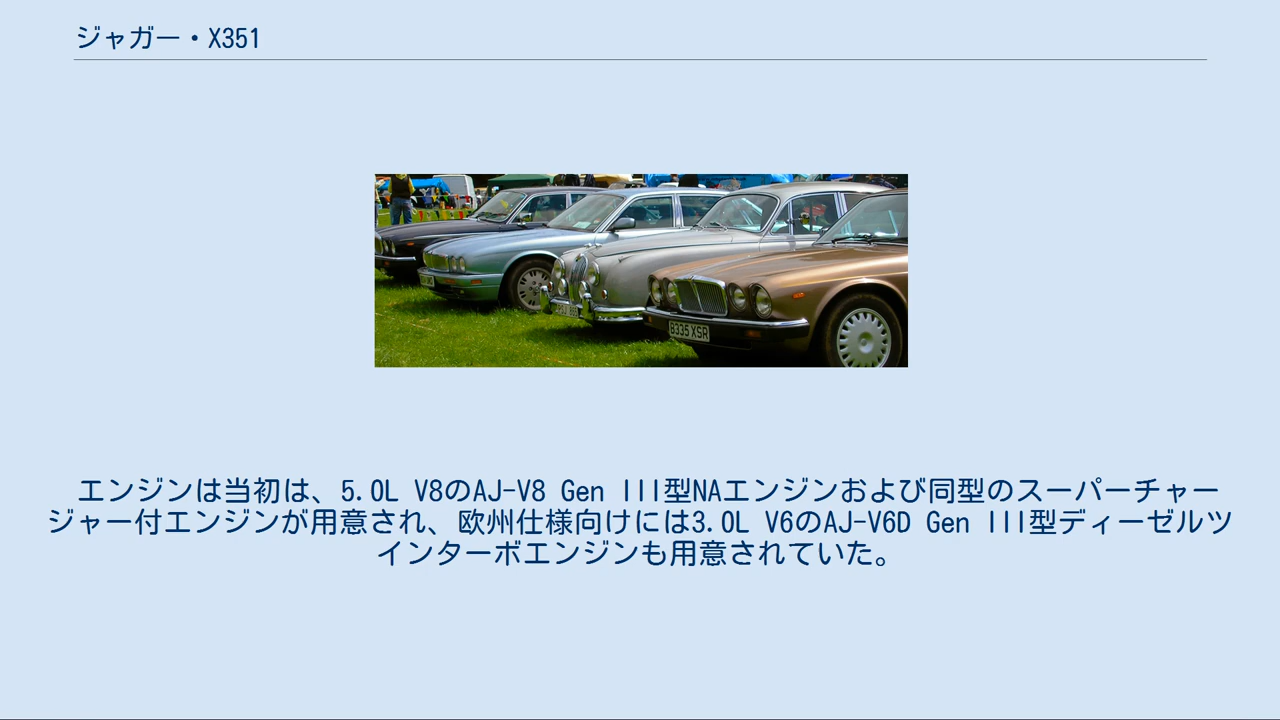 ジャガー・X351
B335 XSR
エンジンは当初は、5.0L V8のAJ-V8 Gen III型NAエンジンおよび同型のスーパーチャー
ジャー付エンジンが用意され、欧州仕様向けには3.0L V6のAJ-V6D Gen III型ディーゼルツ
インターボエンジンも用意されていた。